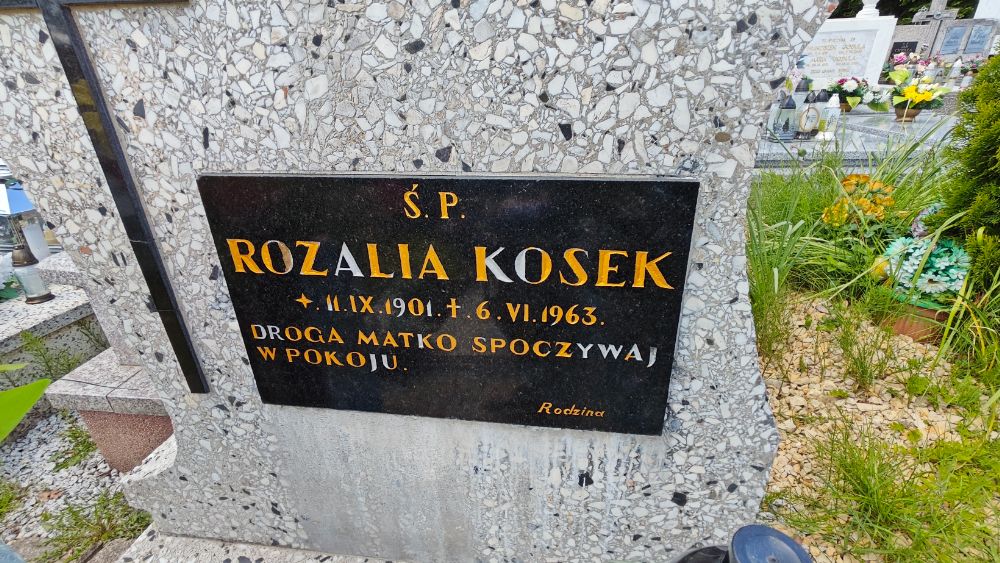 Ś. P.
ROZALIA KOSEK
✦. 11.IX.1901. ✝. 6.VI.1963.
DROGA MATKO SPOCZYWAJ
W POKOJU.
Rodzina